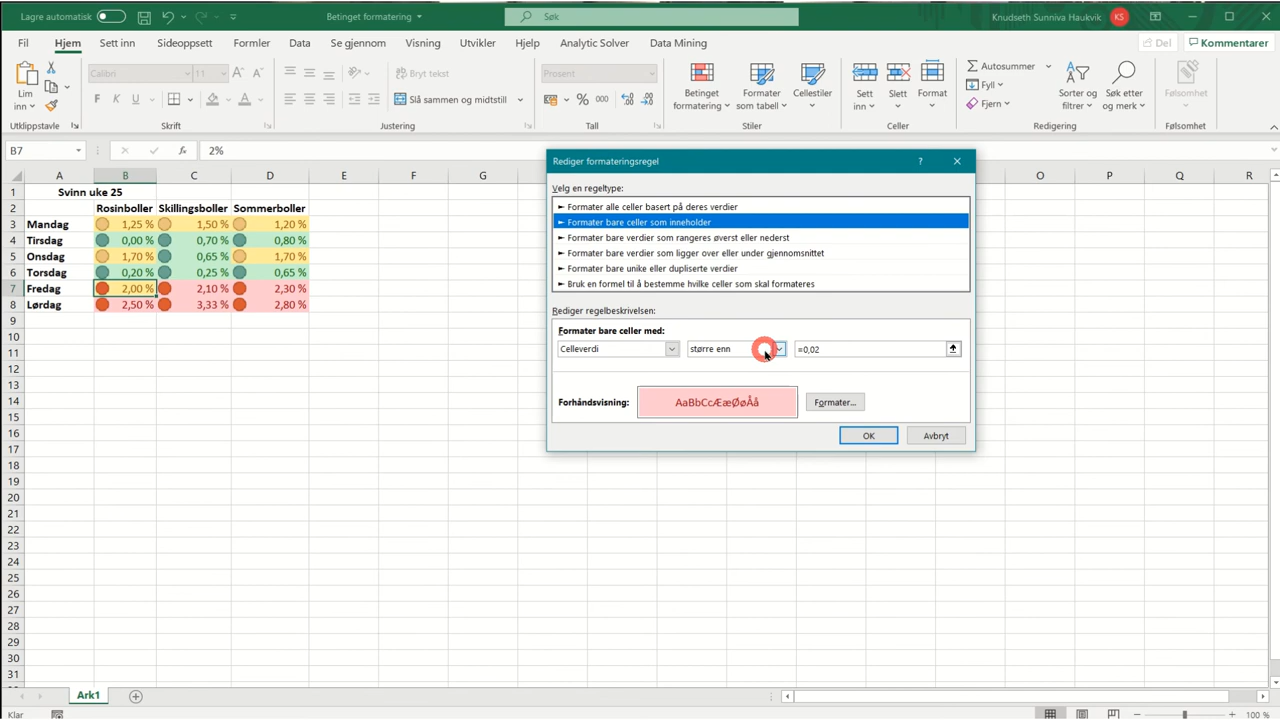 Lagre automatisk
Betinget formatering
Søk
Knudseth Sunniva Haukvik
KS
Fil
Hjem
Sett inn
Sideoppsett
Formler
Data
Se gjennom
Visning
Utvikler
Hjelp
Analytic Solver
Data Mining
Del
Kommentarer
Lim inn
Calibri
11
A^ A˅
F K U
A
Utklippstavle
Skrift
Bryt tekst
Slå sammen og midtstill
Justering
Prosent
% 000
Tall
Betinget formatering
Formater som tabell
Cellestiler
Stiler
Sett inn
Slett
Format
Celler
Autosummer
Fyll
Fjern
Sorter og filtrer
Søk etter og merk
Redigering
Følsomhet
Følsomhet
B7
fx
2%
A B C D E F G O P Q R
1 Svinn uke 25
2 Rosinboller Skillingsboller Sommerboller
3 Mandag 1,25 % 1,50 % 1,20 %
4 Tirsdag 0,00 % 0,70 % 0,80 %
5 Onsdag 1,70 % 0,65 % 1,70 %
6 Torsdag 0,20 % 0,25 % 0,65 %
7 Fredag 2,00 % 2,10 % 2,30 %
8 Lørdag 2,50 % 3,33 % 2,80 %
9
10
11
12
13
14
15
16
17
18
19
20
21
22
23
24
25
26
27
28
29
30
31
Rediger formateringsregel
?
Velg en regeltype:
► Formater alle celler basert på deres verdier
► Formater bare celler som inneholder
► Formater bare verdier som rangeres øverst eller nederst
► Formater bare verdier som ligger over eller under gjennomsnittet
► Formater bare unike eller dupliserte verdier
► Bruk en formel til å bestemme hvilke celler som skal formateres
Rediger regelbeskrivelsen:
Formater bare celler med:
Celleverdi
større enn
=0,02
Forhåndsvisning:
AaBbCcÆæØøÅå
Formater...
OK
Avbryt
Ark1
Klar
100 %